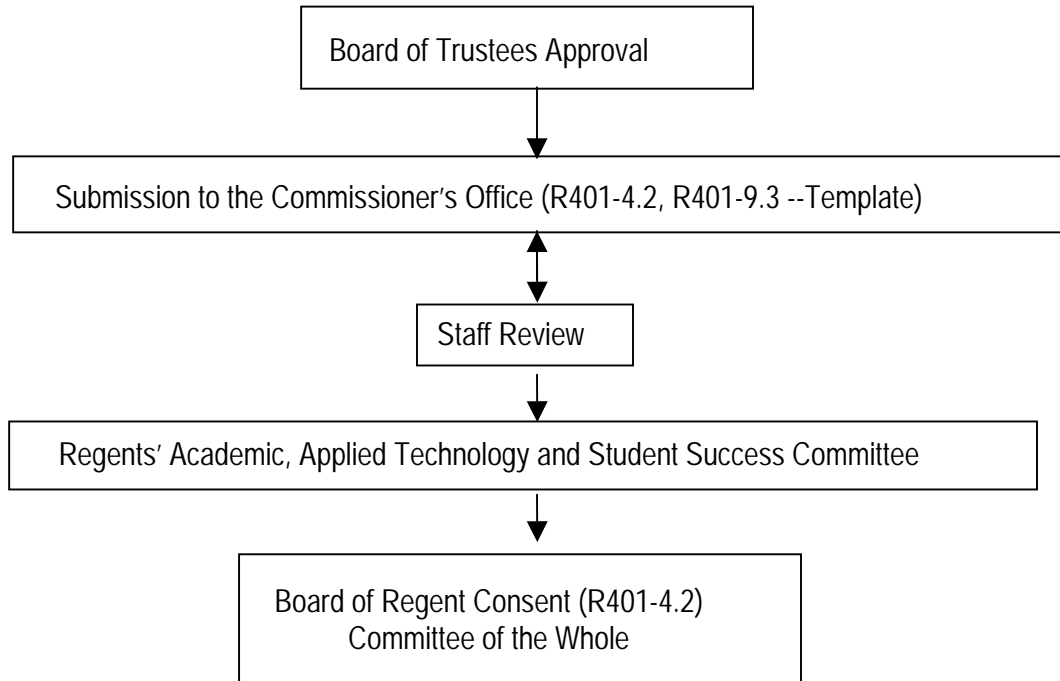 Board of Trustees Approval
Submission to the Commissioner’s Office (R401-4.2, R401-9.3 --Template)
Staff Review
Regents’ Academic, Applied Technology and Student Success Committee
Board of Regent Consent (R401-4.2)
Committee of the Whole